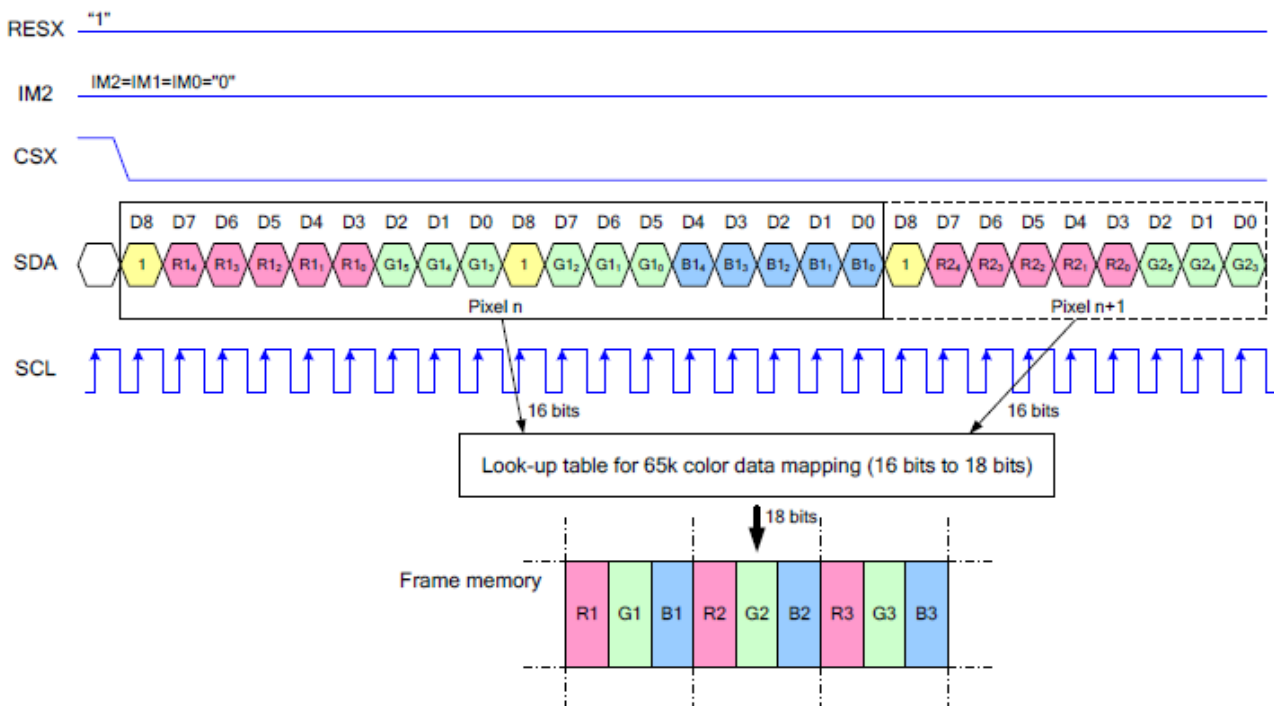 RESX "1"
IM2 IM2=IM1=IM0="0"
CSX
D8 D7 D6 D5 D4 D3 D2 D1 D0 D8 D7 D6 D5 D4 D3 D2 D1 D0 D8 D7 D6 D5 D4 D3 D2 D1 D0
SDA 1 R1₄ R1₃ R1₂ R1₁ R1₀ G1₅ G1₄ G1₃ 1 G1₂ G1₁ G1₀ B1₄ B1₃ B1₂ B1₁ B1₀ 1 R2₄ R2₃ R2₂ R2₁ R2₀ G2₅ G2₄ G2₃
Pixel n Pixel n+1
SCL
16 bits 16 bits
Look-up table for 65k color data mapping (16 bits to 18 bits)
18 bits
Frame memory
R1 G1 B1 R2 G2 B2 R3 G3 B3